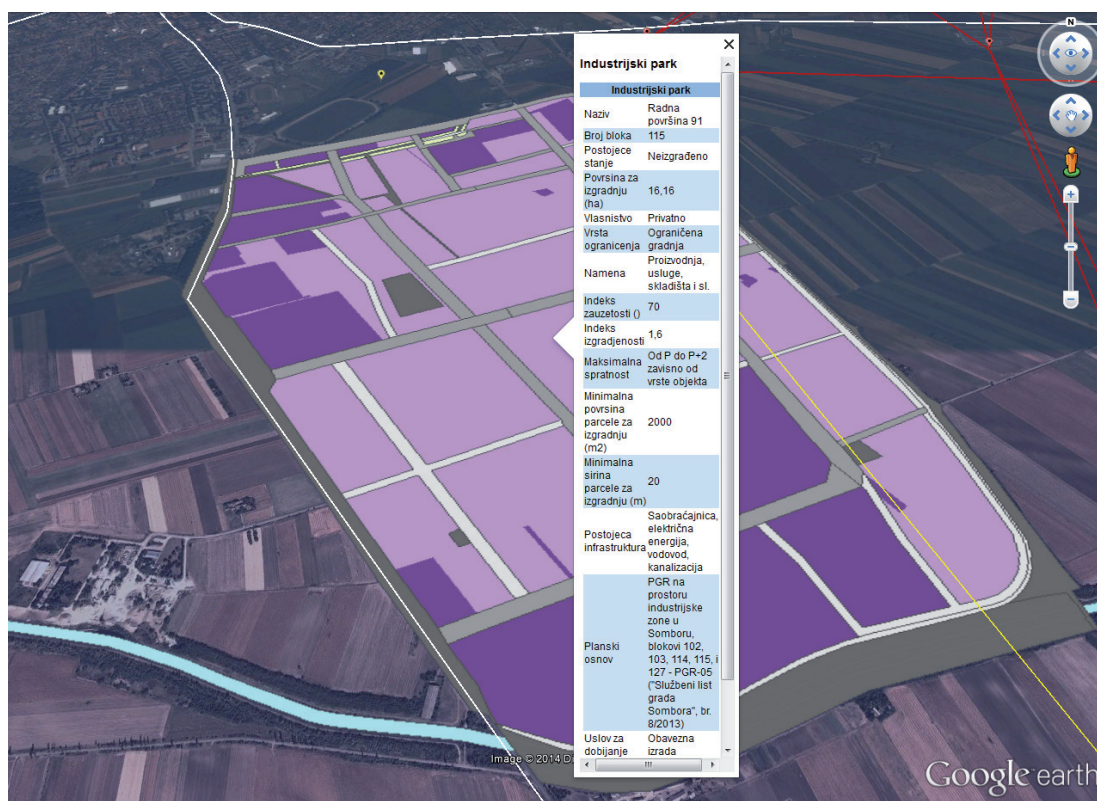 N
Industrijski park
Industrijski park
Naziv
Radna
površina 91
Broj bloka
115
Postojece
stanje
Neizgrađeno
Povrsina za
izgradnju
(ha)
16,16
Vlasnistvo
Privatno
Vrsta
ogranicenja
Ograničena
gradnja
Namena
Proizvodnja,
usluge,
skladišta i sl.
Indeks
zauzetosti ()
70
Indeks
izgradjenosti
1,6
Maksimalna
spratnost
Od P do P+2
zavisno od
vrste objekta
Minimalna
povrsina
parcele za
izgradnju
(m2)
2000
Minimalna
sirina
parcele za
izgradnju (m)
20
Postojeca
infrastruktura
Saobraćajnica,
električna
energija,
vodovod,
kanalizacija
Planski
osnov
PGR na
prostoru
industrijske
zone u
Somboru,
blokovi 102,
103, 114, 115, i
127 - PGR-05
("Službeni list
grada
Sombora", br.
8/2013)
Uslov za
dobijanje
Obavezna
izrada
Image © 2014 D
Google earth